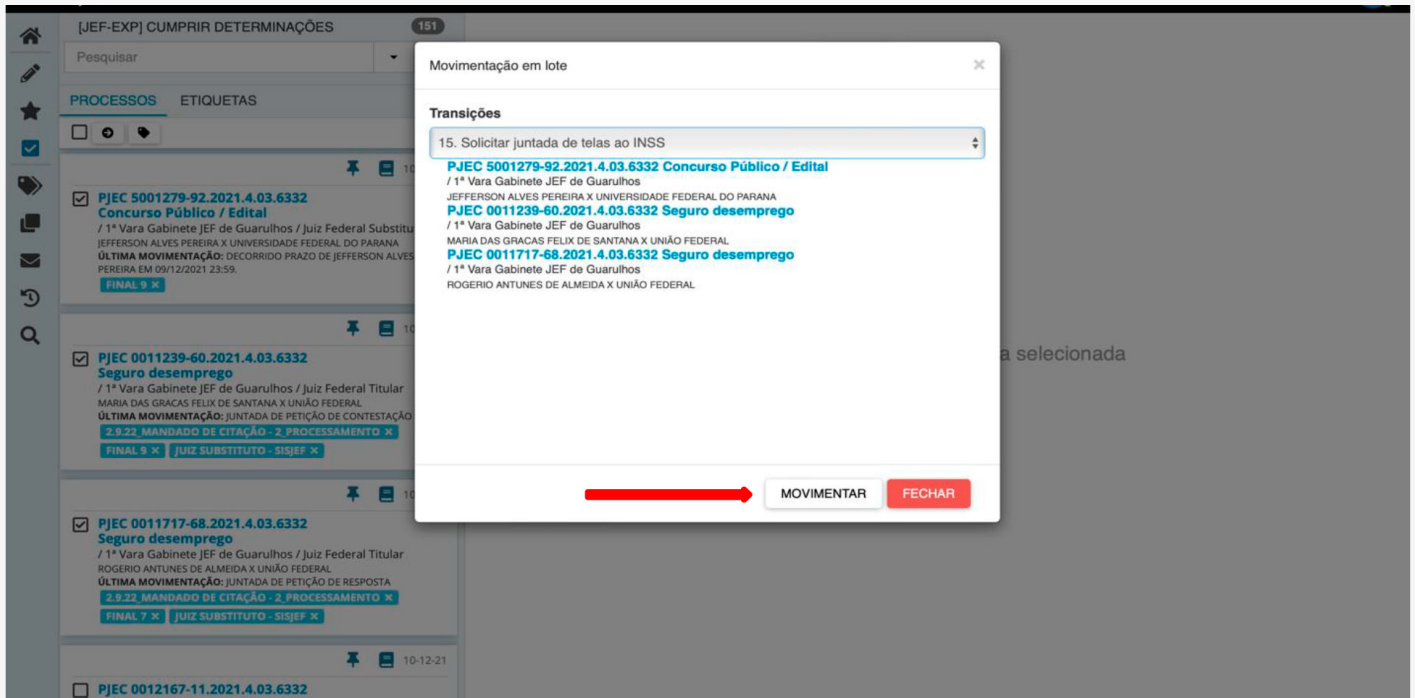 [JEF-EXP] CUMPRIR DETERMINAÇÕES 151
Pesquisar
PROCESSOS ETIQUETAS
PJEC 5001279-92.2021.4.03.6332
Concurso Público / Edital
/ 1ª Vara Gabinete JEF de Guarulhos / Juiz Federal Substitu
JEFFERSON ALVES PEREIRA X UNIVERSIDADE FEDERAL DO PARANA
ÚLTIMA MOVIMENTAÇÃO: DECORRIDO PRAZO DE JEFFERSON ALVES
PEREIRA EM 09/12/2021 23:59.
FINAL 9 ×
PJEC 0011239-60.2021.4.03.6332
Seguro desemprego
/ 1ª Vara Gabinete JEF de Guarulhos / Juiz Federal Titular
MARIA DAS GRACAS FELIX DE SANTANA X UNIÃO FEDERAL
ÚLTIMA MOVIMENTAÇÃO: JUNTADA DE PETIÇÃO DE CONTESTAÇÃO
2.9.22_MANDADO DE CITAÇÃO - 2_PROCESSAMENTO ×
FINAL 9 × JUIZ SUBSTITUTO - SISJEF ×
PJEC 0011717-68.2021.4.03.6332
Seguro desemprego
/ 1ª Vara Gabinete JEF de Guarulhos / Juiz Federal Titular
ROGERIO ANTUNES DE ALMEIDA X UNIÃO FEDERAL
ÚLTIMA MOVIMENTAÇÃO: JUNTADA DE PETIÇÃO DE RESPOSTA
2.9.22_MANDADO DE CITAÇÃO - 2_PROCESSAMENTO ×
FINAL 7 × JUIZ SUBSTITUTO - SISJEF ×
10-12-21
PJEC 0012167-11.2021.4.03.6332
Movimentação em lote ×
Transições
15. Solicitar juntada de telas ao INSS
PJEC 5001279-92.2021.4.03.6332 Concurso Público / Edital
/ 1ª Vara Gabinete JEF de Guarulhos
JEFFERSON ALVES PEREIRA X UNIVERSIDADE FEDERAL DO PARANA
PJEC 0011239-60.2021.4.03.6332 Seguro desemprego
/ 1ª Vara Gabinete JEF de Guarulhos
MARIA DAS GRACAS FELIX DE SANTANA X UNIÃO FEDERAL
PJEC 0011717-68.2021.4.03.6332 Seguro desemprego
/ 1ª Vara Gabinete JEF de Guarulhos
ROGERIO ANTUNES DE ALMEIDA X UNIÃO FEDERAL
MOVIMENTAR FECHAR
a selecionada